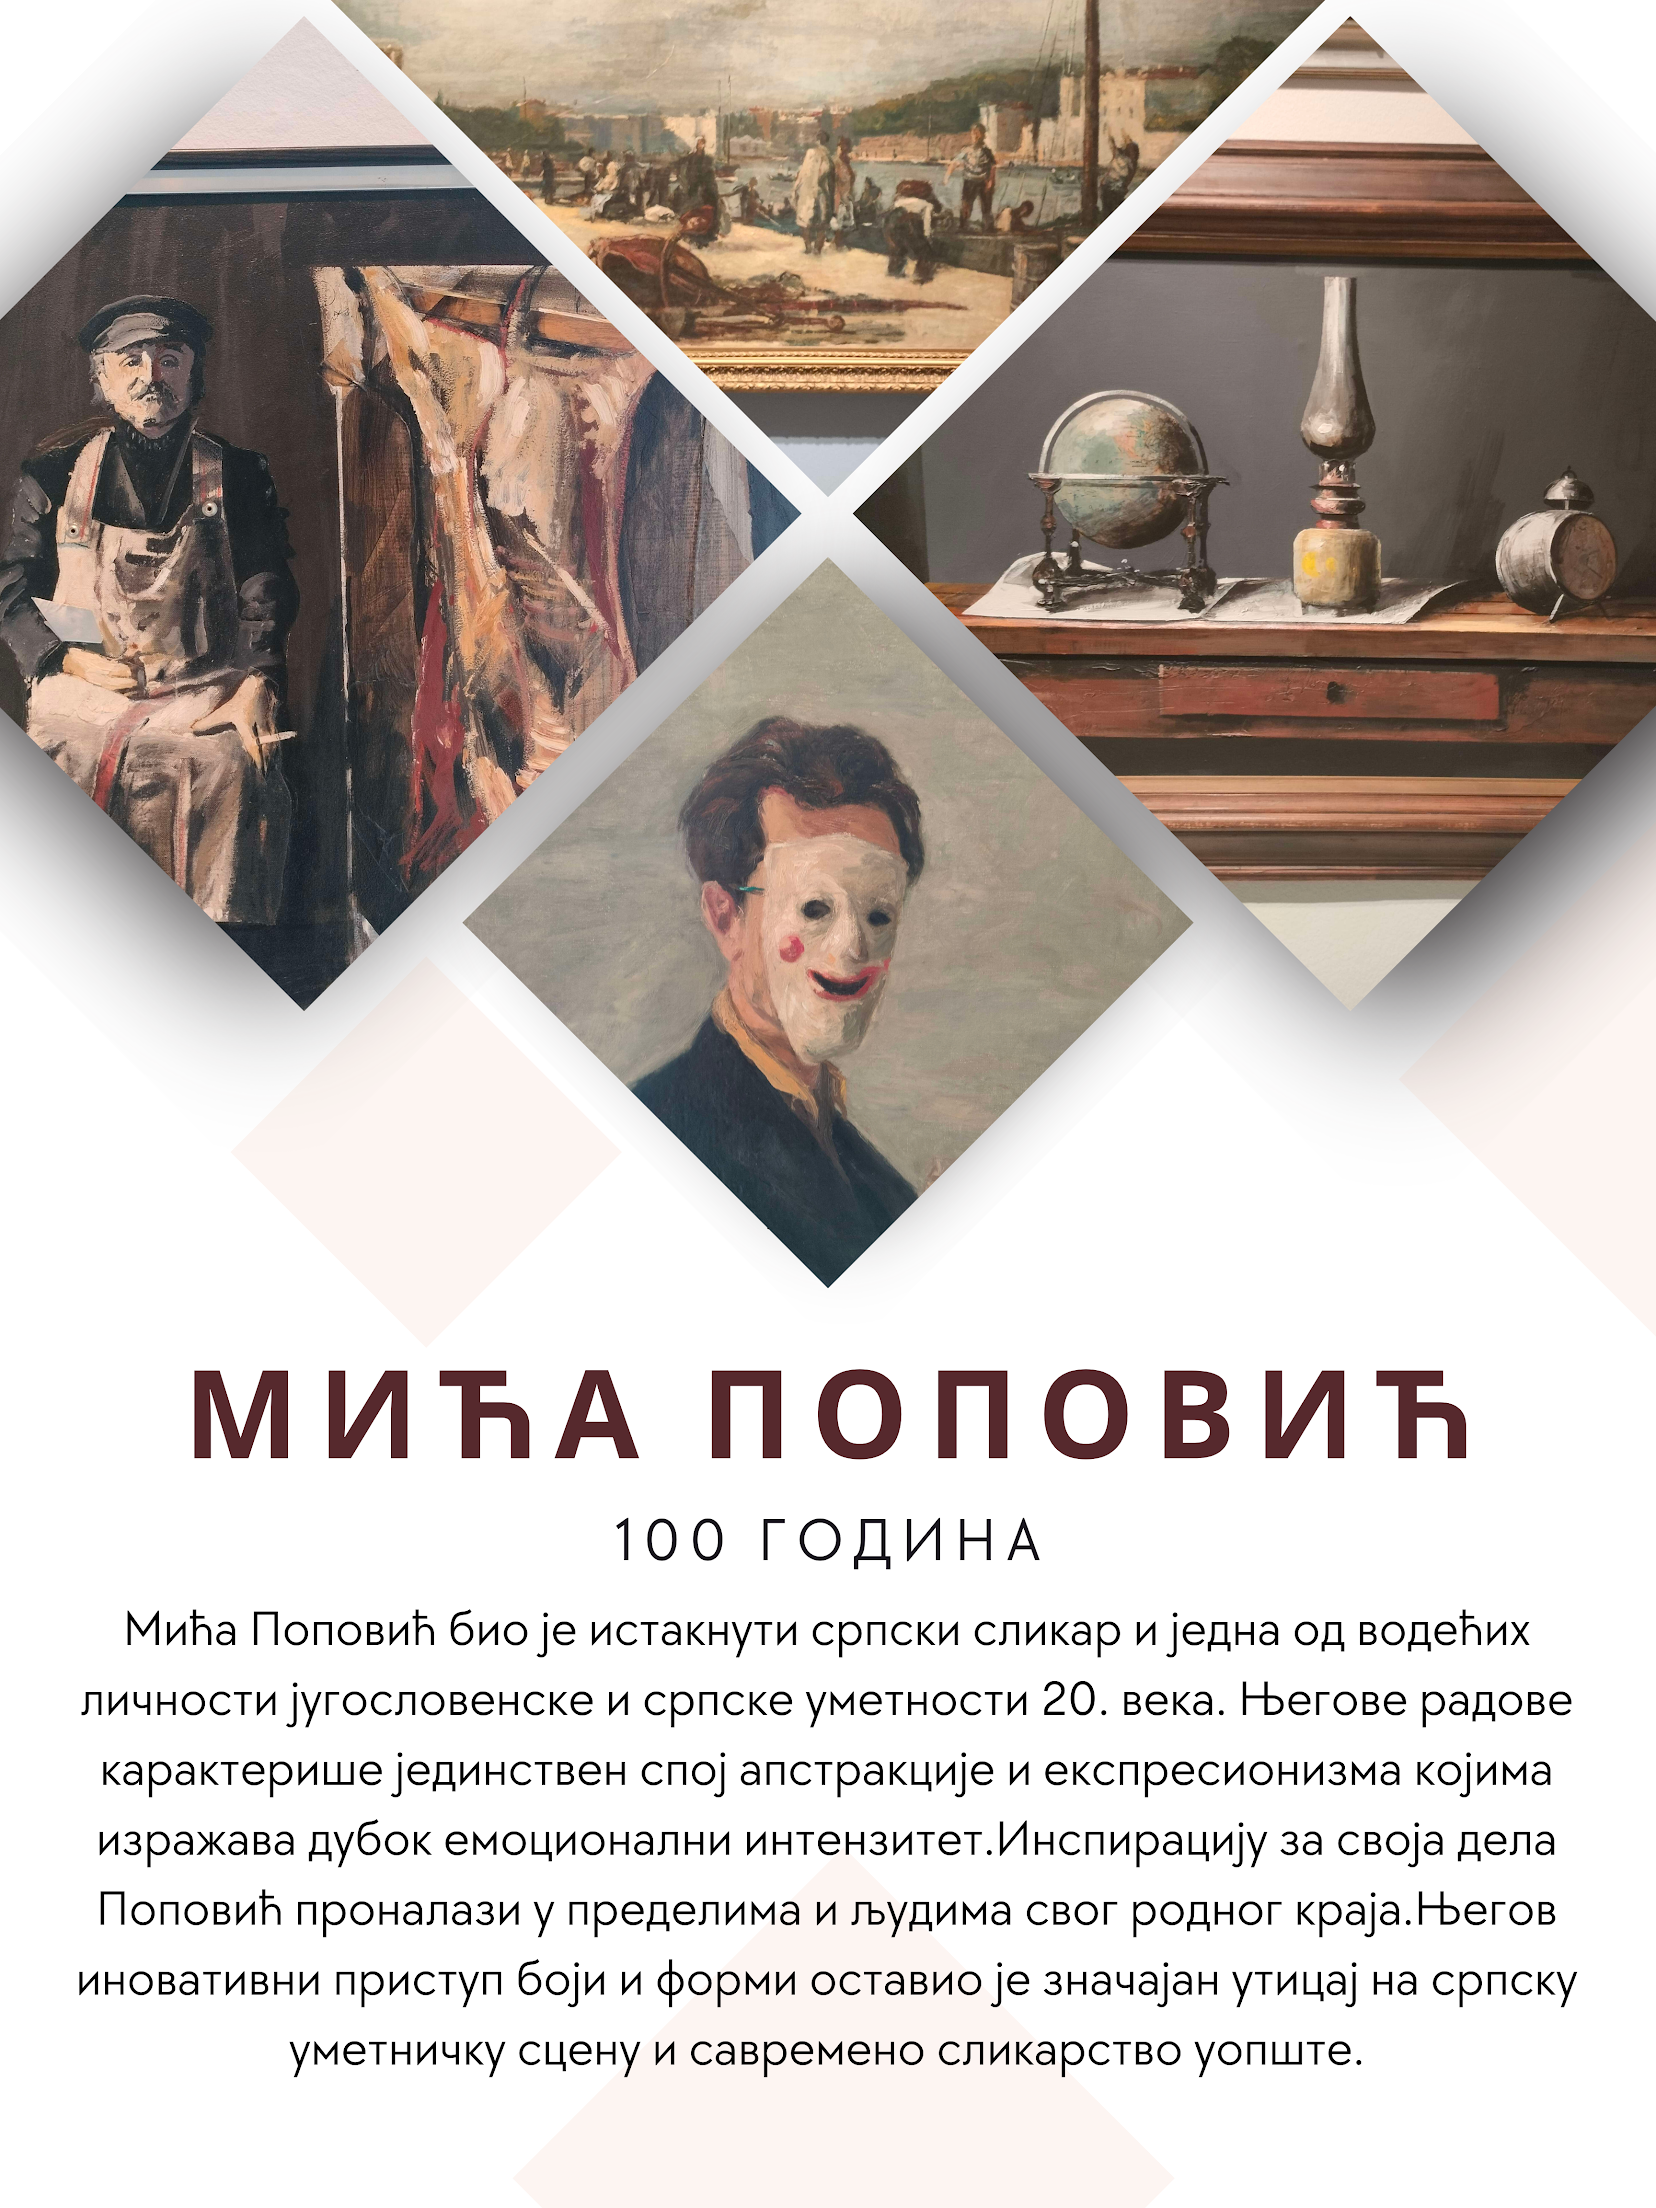 МИЋА ПОПОВИЋ
100 ГОДИНА
Мића Поповић био је истакнути српски сликар и једна од водећих
личности југословенске и српске уметности 20. века. Његове радове
карактерише јединствен спој апстракције и експресионизма којима
изражава дубок емоционални интензитет.Инспирацију за своја дела
Поповић проналази у пределима и људима свог родног краја.Његов
иновативни приступ боји и форми оставио је значајан утицај на српску
уметничку сцену и савремено сликарство уопште.